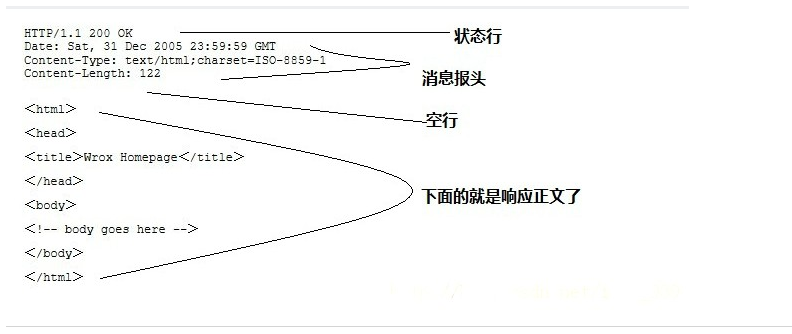 HTTP/1.1 200 OK
状态行
Date: Sat, 31 Dec 2005 23:59:59 GMT
Content-Type: text/html;charset=ISO-8859-1
Content-Length: 122
消息报头
空行
<html>
<head>
<title>Wrox Homepage</title>
</head>
下面的就是响应正文了
<body>
<!-- body goes here -->
</body>
</html>